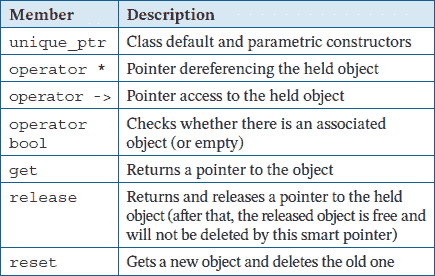 Member Description
unique_ptr Class default and parametric constructors
operator * Pointer dereferencing the held object
operator -> Pointer access to the held object
operator bool Checks whether there is an associated
object (or empty)
get Returns a pointer to the object
release Returns and releases a pointer to the held
object (after that, the released object is free and
will not be deleted by this smart pointer)
reset Gets a new object and deletes the old one